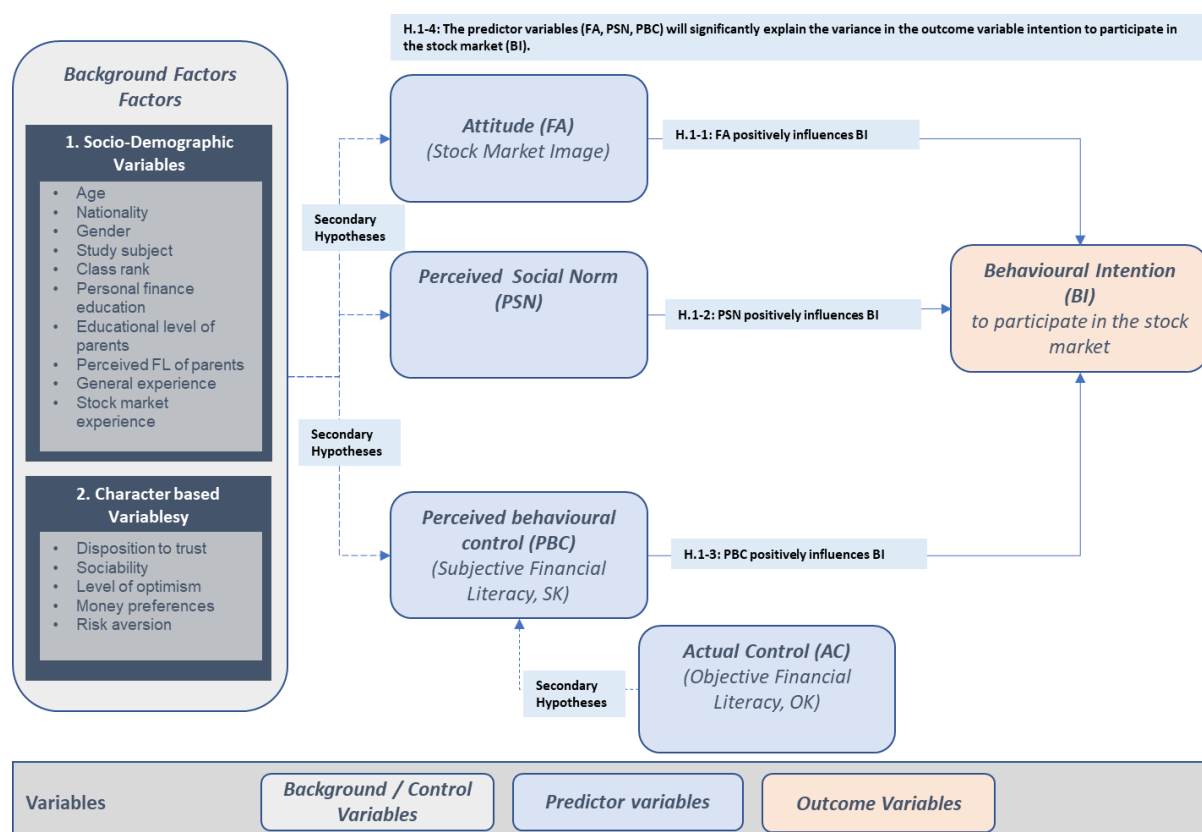 H.1-4: The predictor variables (FA, PSN, PBC) will significantly explain the variance in the outcome variable intention to participate in
the stock market (BI).
Background Factors
Factors
1. Socio-Demographic
Variables
• Age
• Nationality
• Gender
• Study subject
• Class rank
• Personal finance
education
• Educational level of
parents
• Perceived FL of parents
• General experience
• Stock market
experience
2. Character based
Variablesy
• Disposition to trust
• Sociability
• Level of optimism
• Money preferences
• Risk aversion
Secondary
Hypotheses
Secondary
Hypotheses
Attitude (FA)
(Stock Market Image)
H.1-1: FA positively influences BI
Perceived Social Norm
(PSN)
H.1-2: PSN positively influences BI
Behavioural Intention
(BI)
to participate in the stock
market
Perceived behavioural
control (PBC)
(Subjective Financial
Literacy, SK)
H.1-3: PBC positively influences BI
Secondary
Hypotheses
Actual Control (AC)
(Objective Financial
Literacy, OK)
Variables
Background / Control
Variables
Predictor variables
Outcome Variables